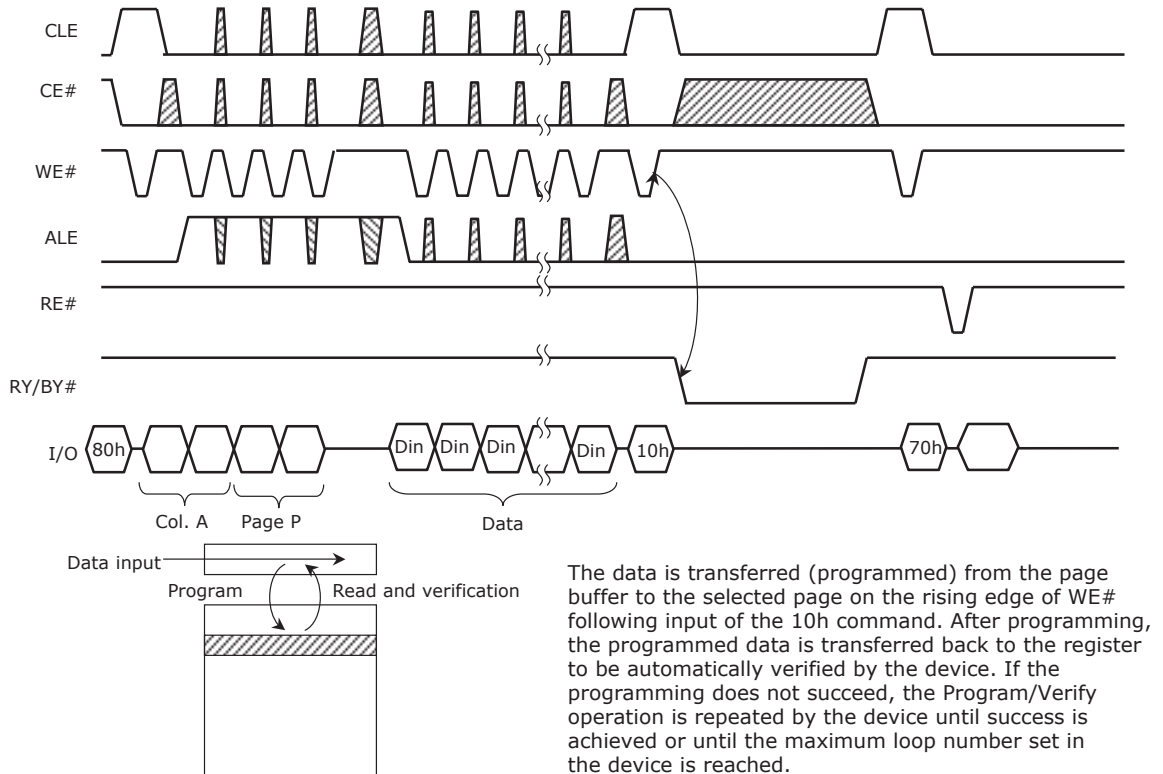 CLE
CE#
WE#
ALE
RE#
RY/BY#
I/O 80h Din Din Din Din 10h 70h
Col. A Page P Data
Data input
Program Read and verification
The data is transferred (programmed) from the page
buffer to the selected page on the rising edge of WE#
following input of the 10h command. After programming,
the programmed data is transferred back to the register
to be automatically verified by the device. If the
programming does not succeed, the Program/Verify
operation is repeated by the device until success is
achieved or until the maximum loop number set in
the device is reached.